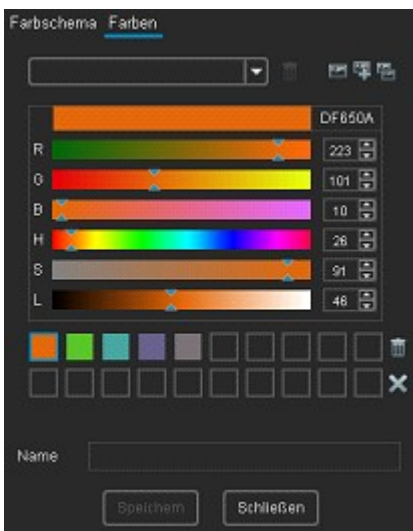 Farbschema Farben
DF650A
R 223
G 101
B 10
H 26
S 91
L 46
Name
Speichern Schließen